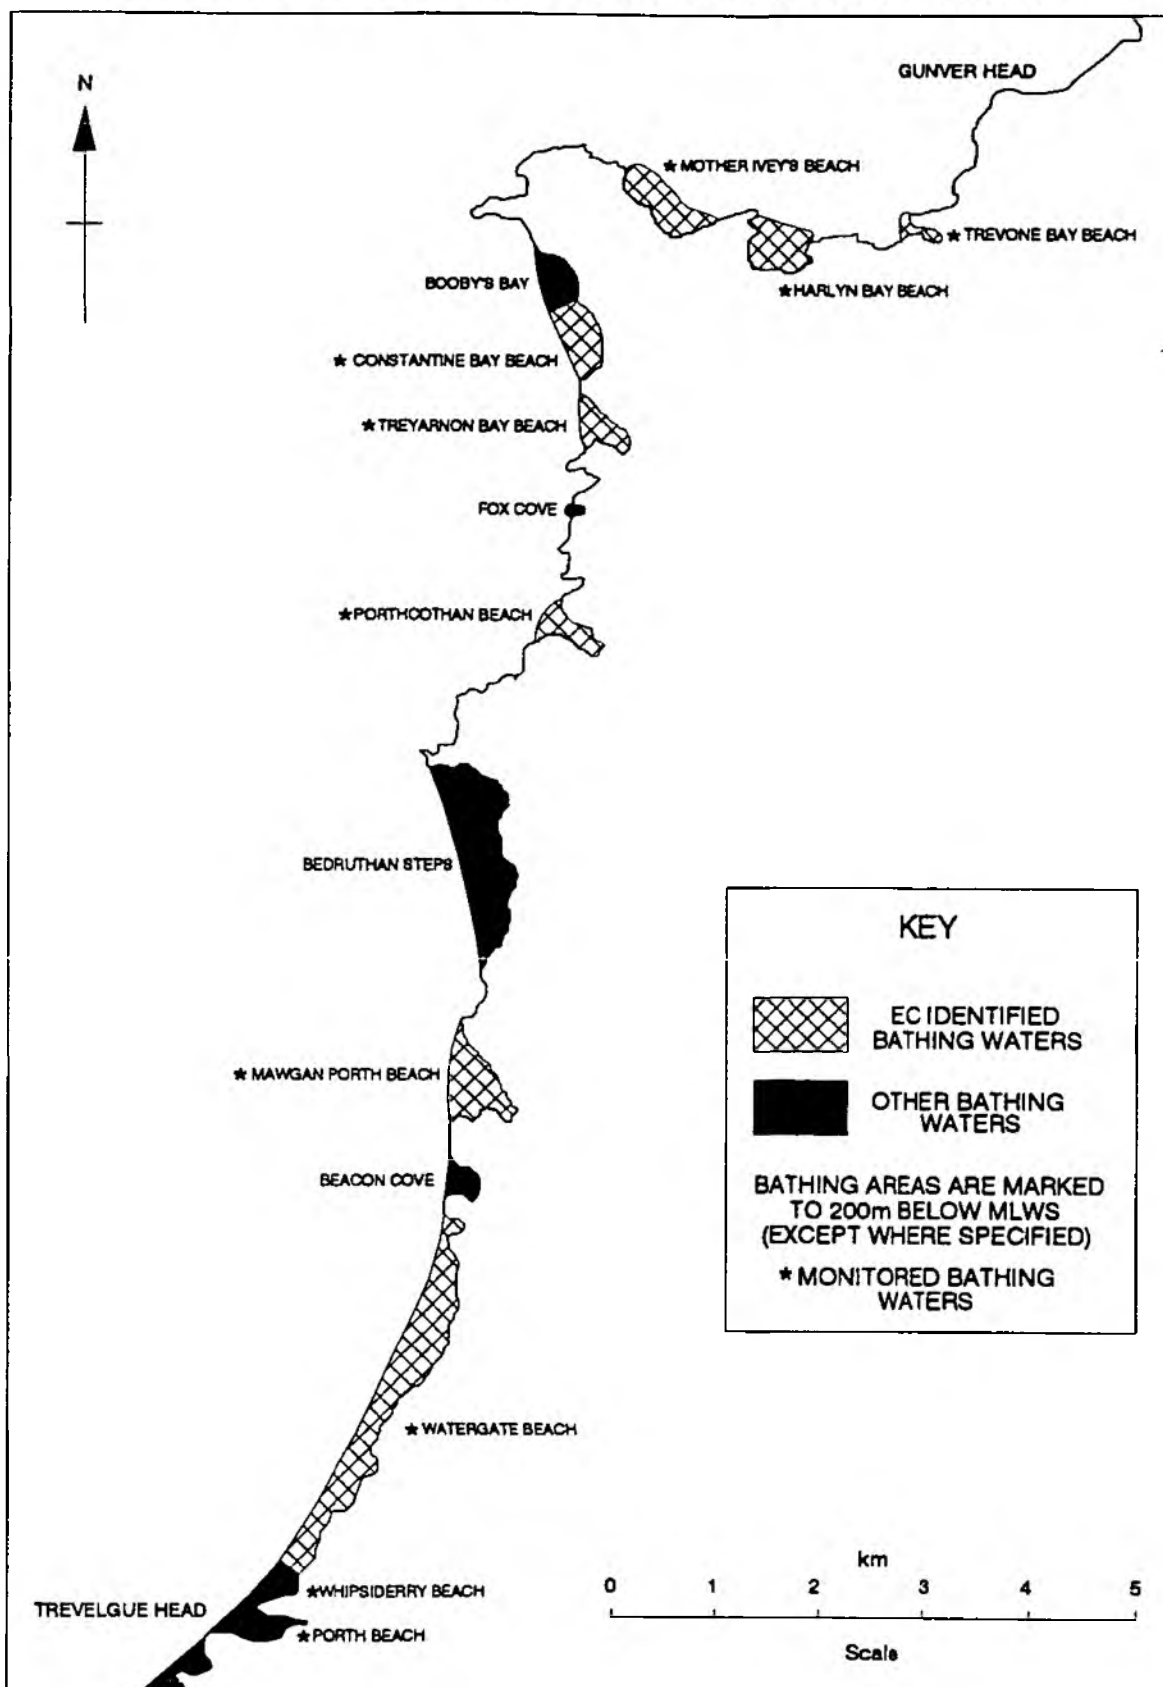 N
GUNVER HEAD
* MOTHER IVEY'S BEACH
* TREVONE BAY BEACH
BOOBY'S BAY
* HARLYN BAY BEACH
* CONSTANTINE BAY BEACH
* TREYARNON BAY BEACH
FOX COVE
* PORTHCOTHAN BEACH
BEDRUTHAN STEPS
* MAWGAN PORTH BEACH
BEACON COVE
* WATERGATE BEACH
* WHIPSIDERRY BEACH
TREVELGUE HEAD
* PORTH BEACH
KEY
EC IDENTIFIED
BATHING WATERS
OTHER BATHING
WATERS
BATHING AREAS ARE MARKED
TO 200m BELOW MLWS
(EXCEPT WHERE SPECIFIED)
* MONITORED BATHING
WATERS
km
0 1 2 3 4 5
Scale